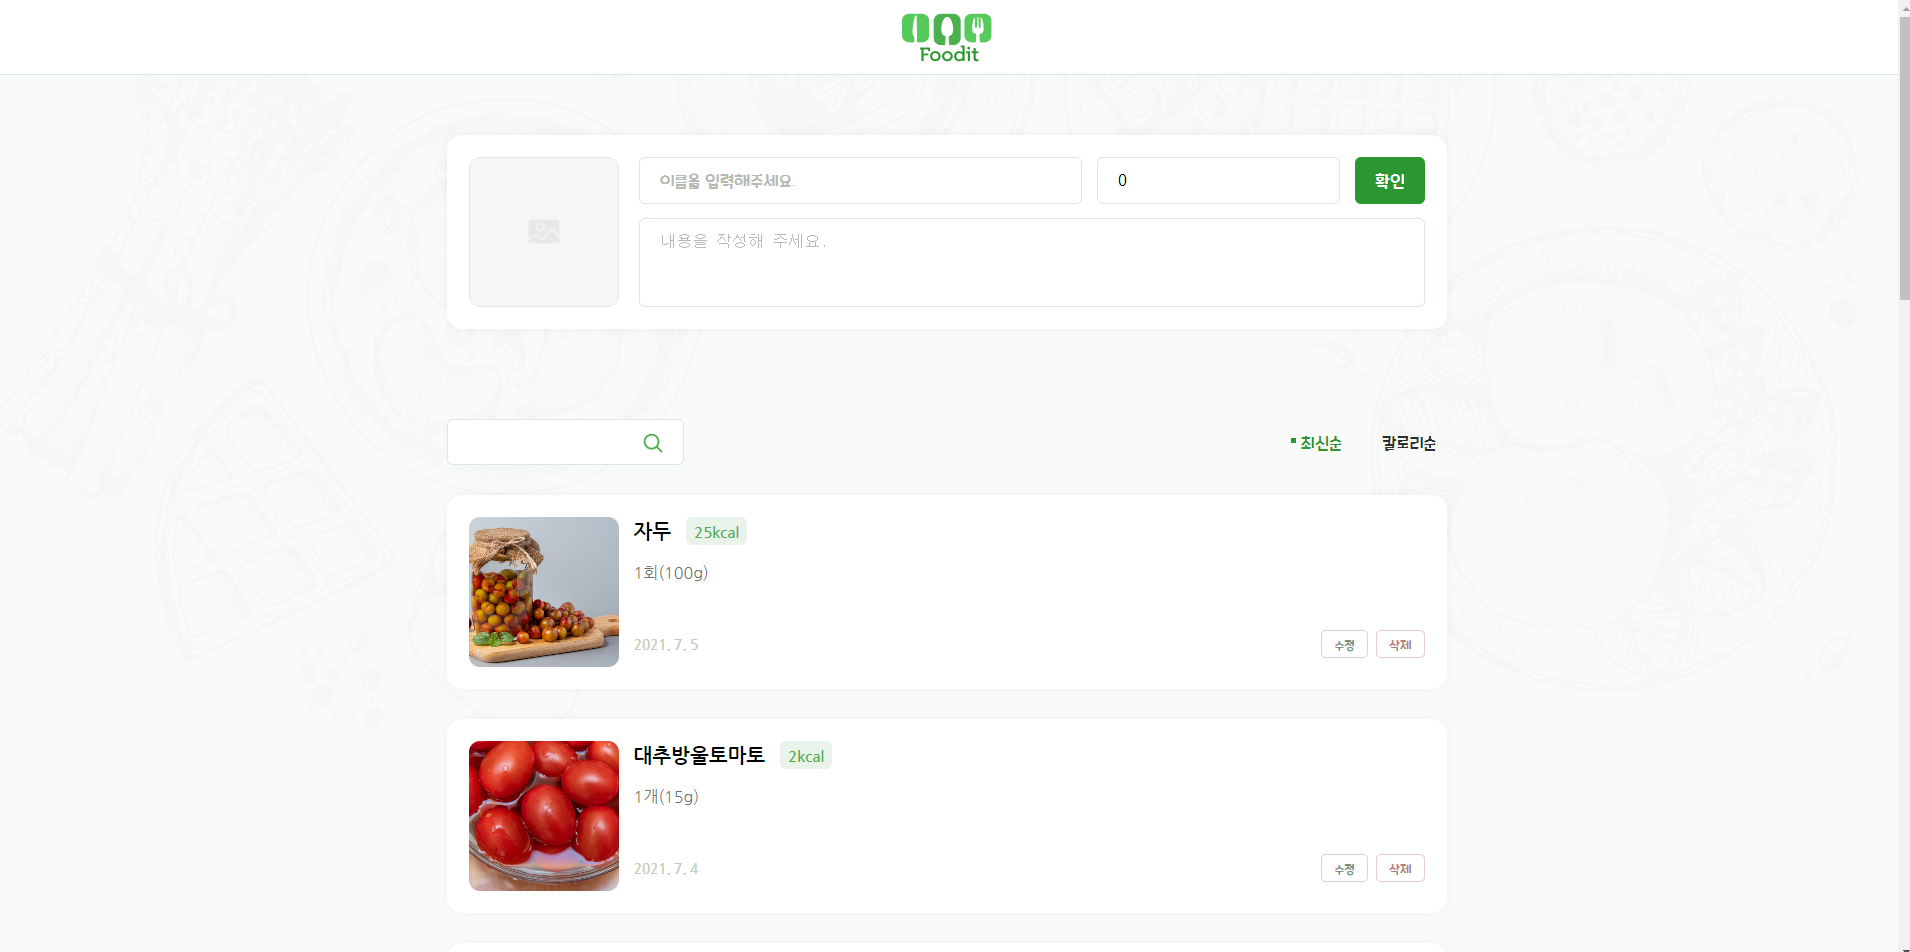 Foodit
이름을 입력해주세요.
0
확인
내용을 작성해 주세요.
최신순
칼로리순
자두
25kcal
1회(100g)
2021. 7. 5
수정
삭제
대추방울토마토
2kcal
1개(15g)
2021. 7. 4
수정
삭제